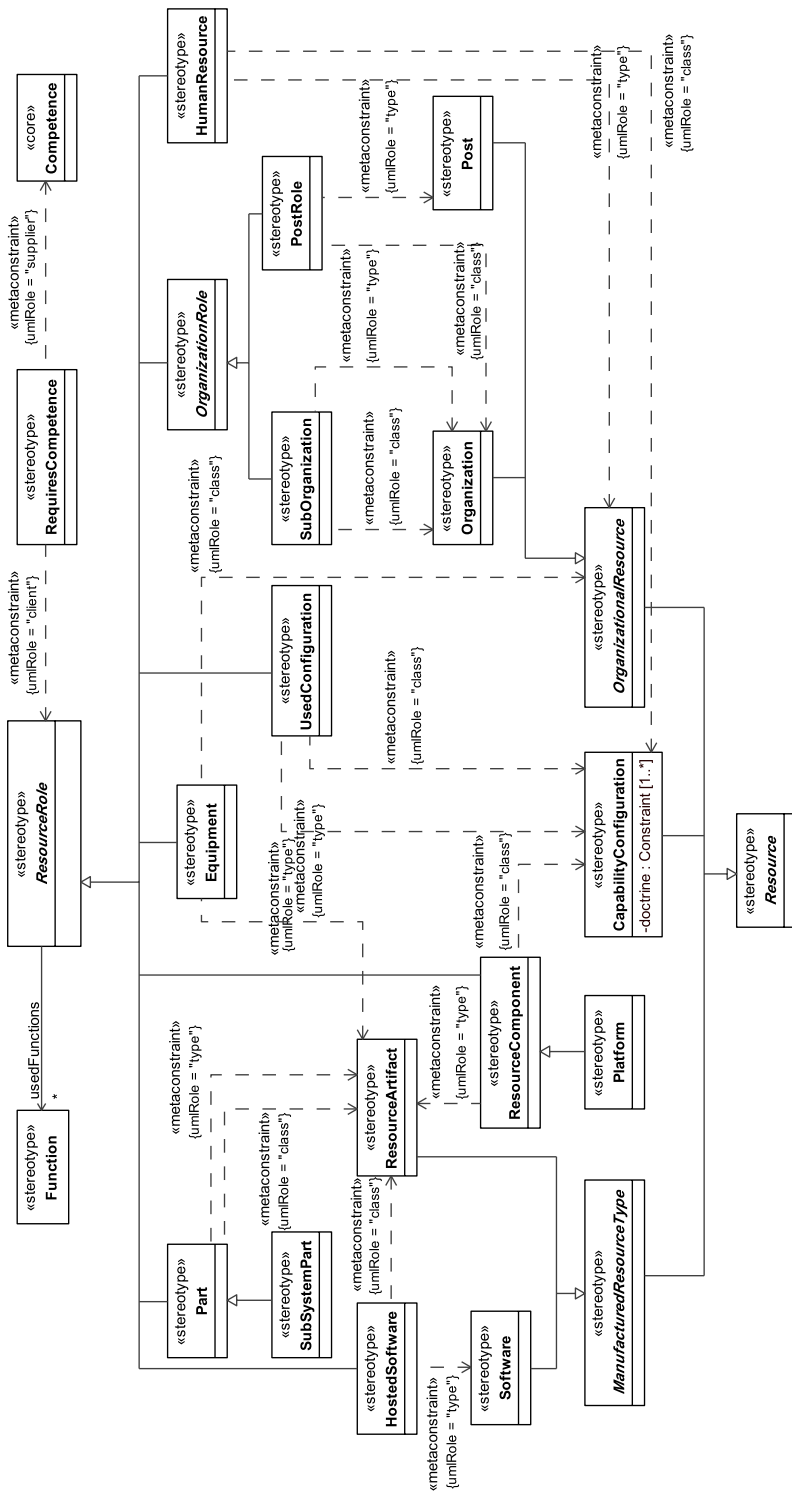 «stereotype»
Function
usedFunctions
*
«stereotype»
ResourceRole
«metaconstraint»
{umlRole = "client"}
«stereotype»
RequiresCompetence
«metaconstraint»
{umlRole = "supplier"}
«core»
Competence
«stereotype»
Part
«metaconstraint»
{umlRole = "type"}
«stereotype»
Equipment
«metaconstraint»
{umlRole = "class"}
«stereotype»
OrganizationRole
«stereotype»
HumanResource
«stereotype»
SubSystemPart
«metaconstraint»
{umlRole = "class"}
«metaconstraint»
{umlRole = "type"}
«metaconstraint»
{umlRole = "type"}
«stereotype»
UsedConfiguration
«stereotype»
SubOrganization
«stereotype»
PostRole
«metaconstraint»
{umlRole = "type"}
«metaconstraint»
{umlRole = "type"}
«stereotype»
HostedSoftware
«metaconstraint»
{umlRole = "class"}
«stereotype»
ResourceArtifact
«metaconstraint»
{umlRole = "class"}
«metaconstraint»
{umlRole = "class"}
«metaconstraint»
{umlRole = "type"}
«stereotype»
Software
«metaconstraint»
{umlRole = "type"}
«stereotype»
ResourceComponent
«metaconstraint»
{umlRole = "class"}
«stereotype»
Organization
«metaconstraint»
{umlRole = "class"}
«stereotype»
Post
«stereotype»
ManufacturedResourceType
«stereotype»
Platform
«stereotype»
CapabilityConfiguration
-doctrine : Constraint [1..*]
«stereotype»
OrganizationalResource
«metaconstraint»
{umlRole = "type"}
«metaconstraint»
{umlRole = "class"}
«stereotype»
Resource